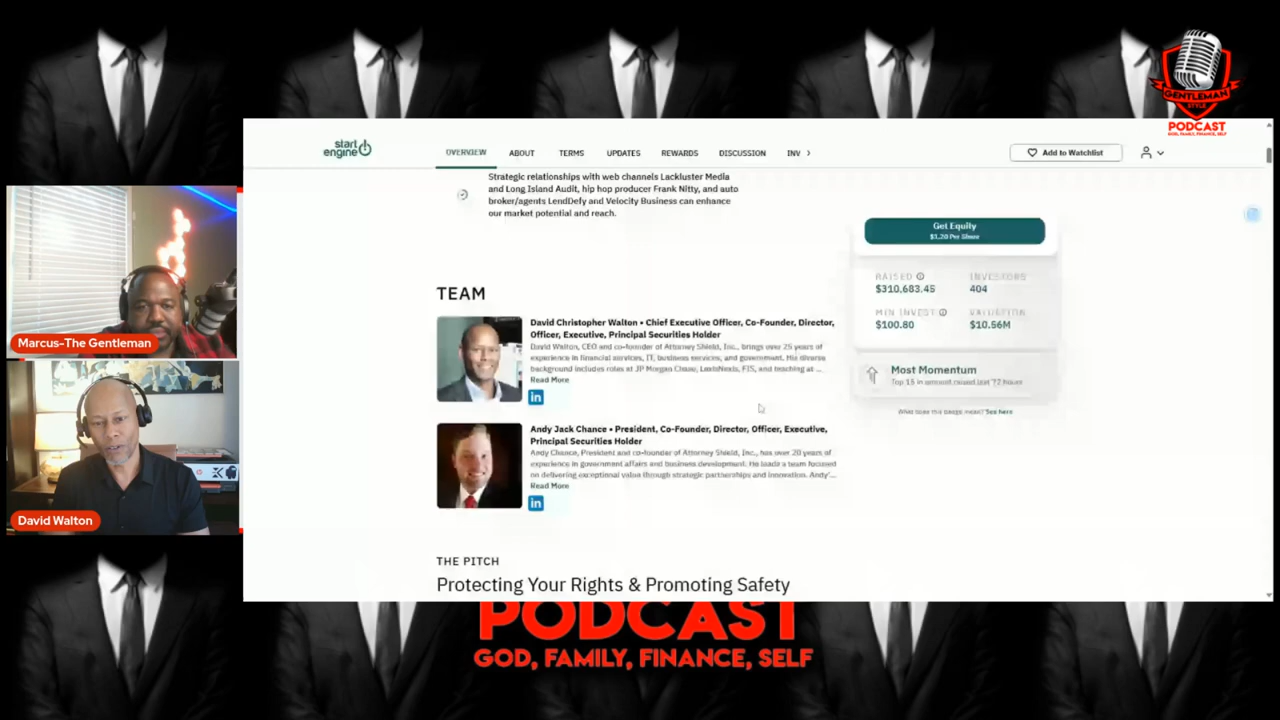 GENTLEMAN
STYLE
PODCAST
GOD, FAMILY, FINANCE, SELF
start
engine
OVERVIEW
ABOUT
TERMS
UPDATES
REWARDS
DISCUSSION
INV
Add to Watchlist
Strategic relationships with web channels Lackluster Media
and Long Island Audit, hip hop producer Frank Nitty, and auto
broker/agents LendDefy and Velocity Business can enhance
our market potential and reach.
Get Equity
$1.20 Per Share
RAISED
$310,683.45
INVESTORS
404
MIN INVEST
$100.80
VALUATION
$10.56M
Most Momentum
Top 15 in amount raised last 72 hours
What does this badge mean? See here
TEAM
David Christopher Walton • Chief Executive Officer, Co-Founder, Director,
Officer, Executive, Principal Securities Holder
David Walton, CEO and co-founder of Attorney Shield, Inc., brings over 25 years of
experience in financial services, IT, business services, and government. His diverse
background includes roles at JP Morgan Chase, LexisNexis, FIS, and teaching at ...
Read More
in
Andy Jack Chance • President, Co-Founder, Director, Officer, Executive,
Principal Securities Holder
Andy Chance, President and co-founder of Attorney Shield, Inc., has over 20 years of
experience in government affairs and business development. He leads a team focused
on delivering exceptional value through strategic partnerships and innovation. Andy'...
Read More
in
THE PITCH
Protecting Your Rights & Promoting Safety
Marcus-The Gentleman
David Walton
PODCAST
GOD, FAMILY, FINANCE, SELF